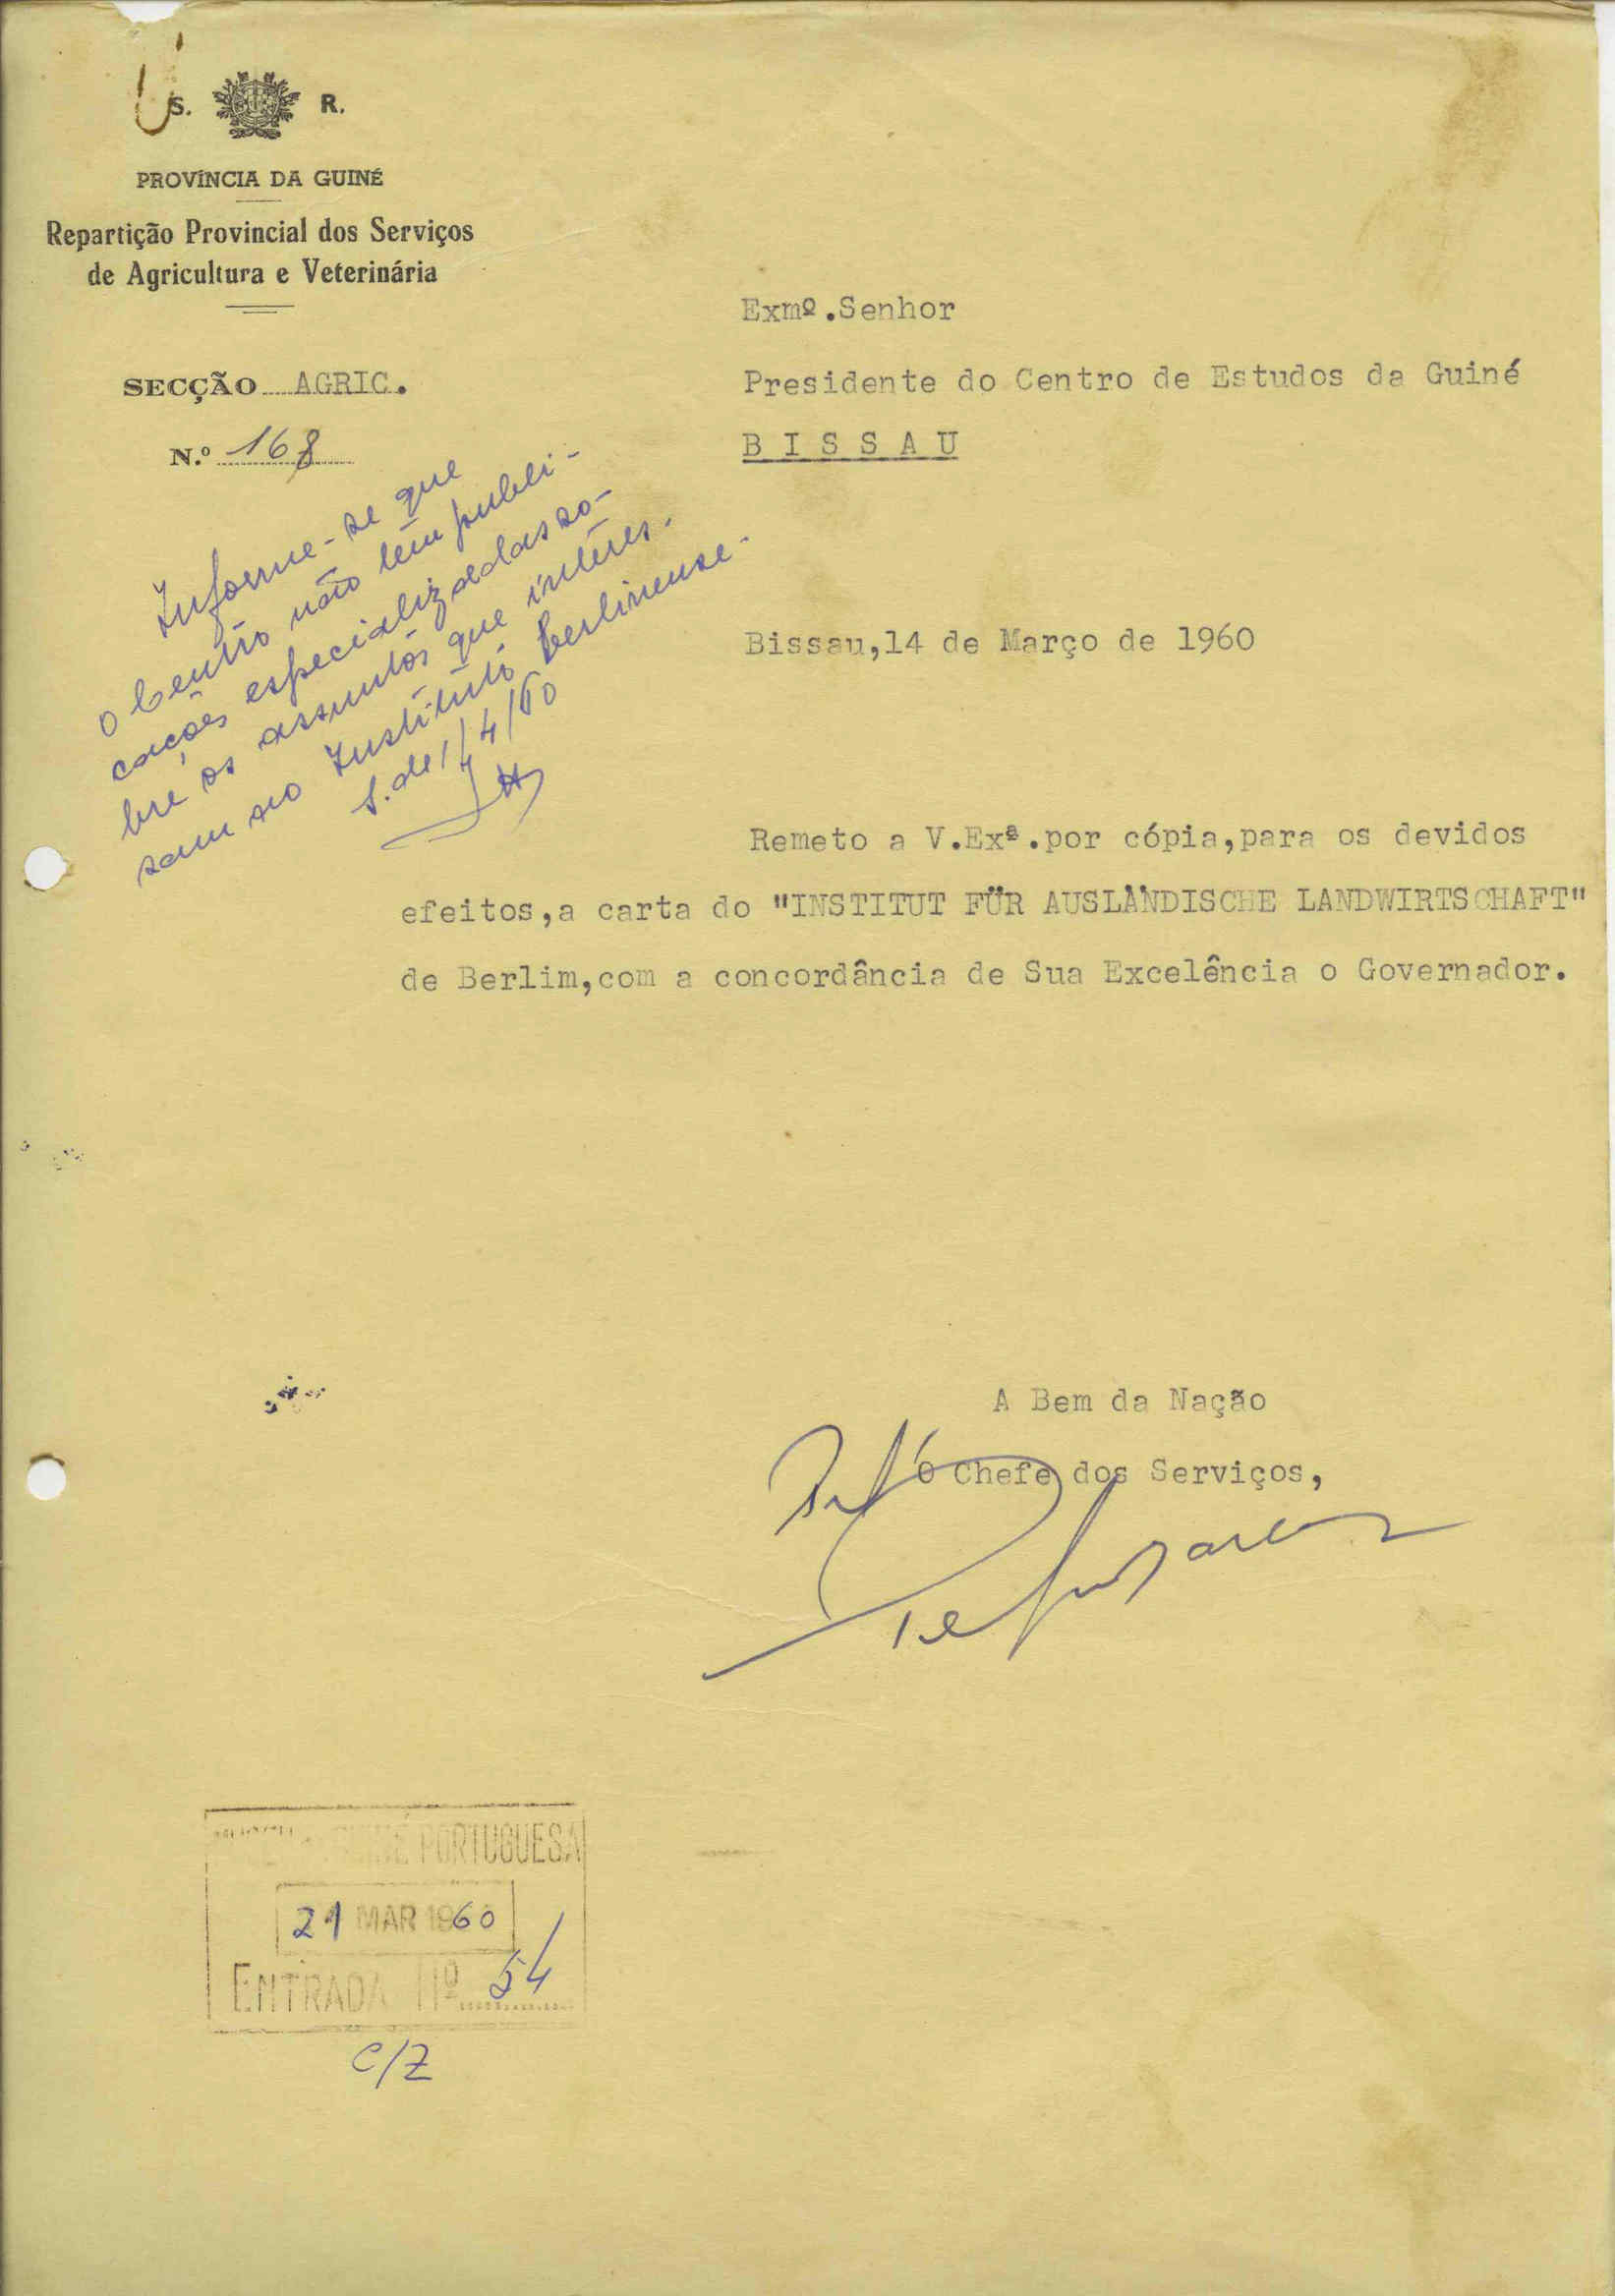 S. R.
PROVÍNCIA DA GUINÉ
Repartição Provincial dos Serviços
de Agricultura e Veterinária
SECÇÃO AGRIC.
N.º 168
Exmº.Senhor
Presidente do Centro de Estudos da Guiné
B I S S A U
Informe-se que
o Centro não tem publi-
cações especializadas so-
bre os assuntos que interes-
sam ao Instituto berlinense.
S. de 1/4/60
Bissau,14 de Março de 1960
Remeto a V.Exª.por cópia,para os devidos
efeitos,a carta do "INSTITUT FÜR AUSLÄNDISCHE LANDWIRTSCHAFT"
de Berlim,com a concordância de Sua Excelência o Governador.
A Bem da Nação
O Chefe dos Serviços,
PORTUGUESA
21 MAR 1960
ENTRADA Nº 54
C/Z